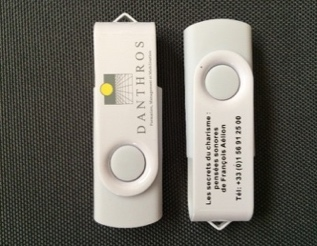 DANTHROS
Les secrets du charisme :
pensées sonores
de François Aélion
Tél: +33 (0)1 56 91 25 00